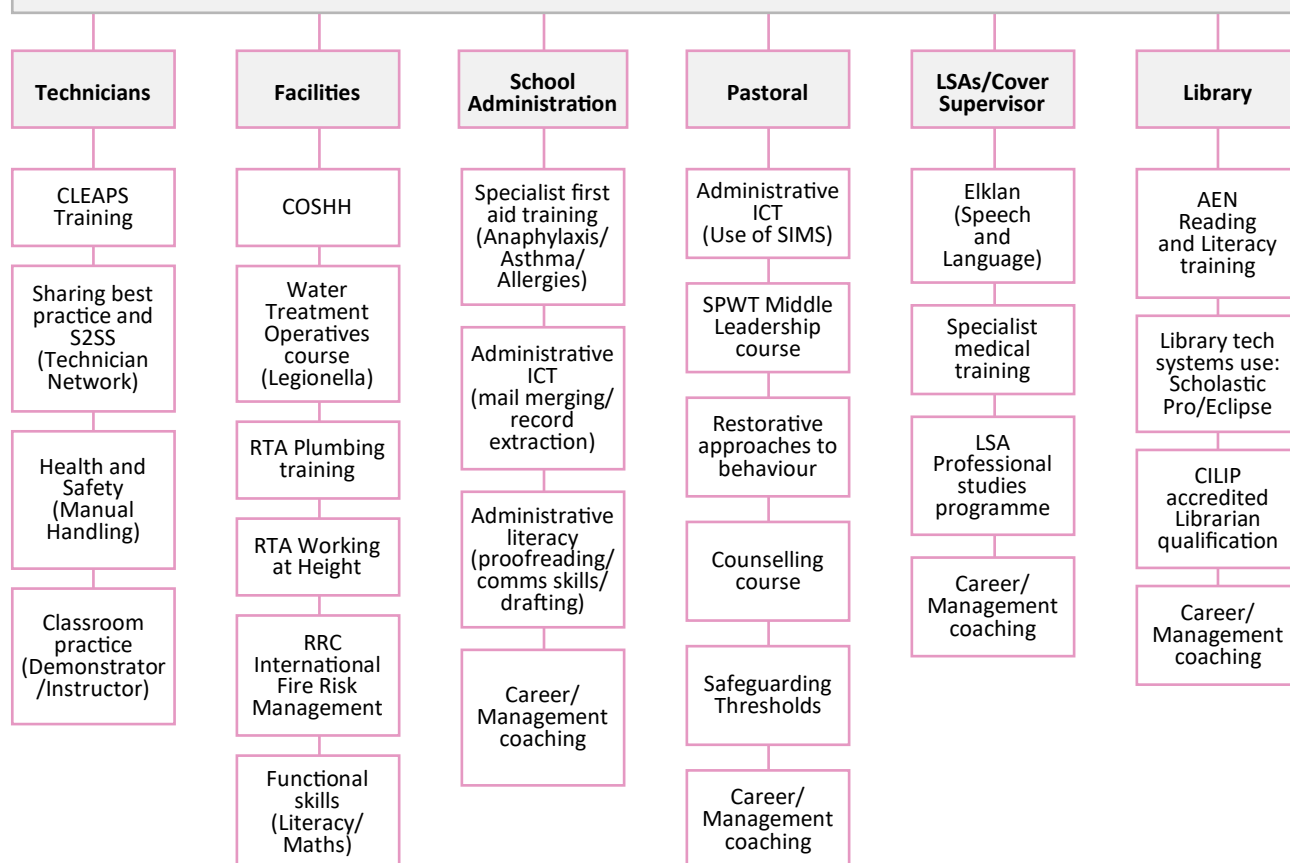 Technicians
CLEAPS
Training
Sharing best
practice and
S2SS
(Technician
Network)
Health and
Safety
(Manual
Handling)
Classroom
practice
(Demonstrator
/Instructor)
Facilities
COSHH
Water
Treatment
Operatives
course
(Legionella)
RTA Plumbing
training
RTA Working
at Height
RRC
International
Fire Risk
Management
Functional
skills
(Literacy/
Maths)
School
Administration
Specialist first
aid training
(Anaphylaxis/
Asthma/
Allergies)
Administrative
ICT
(mail merging/
record
extraction)
Administrative
literacy
(proofreading/
comms skills/
drafting)
Career/
Management
coaching
Pastoral
Administrative
ICT
(Use of SIMS)
SPWT Middle
Leadership
course
Restorative
approaches to
behaviour
Counselling
course
Safeguarding
Thresholds
Career/
Management
coaching
LSAs/Cover
Supervisor
Elklan
(Speech
and
Language)
Specialist
medical
training
LSA
Professional
studies
programme
Career/
Management
coaching
Library
AEN
Reading
and Literacy
training
Library tech
systems use:
Scholastic
Pro/Eclipse
CILIP
accredited
Librarian
qualification
Career/
Management
coaching